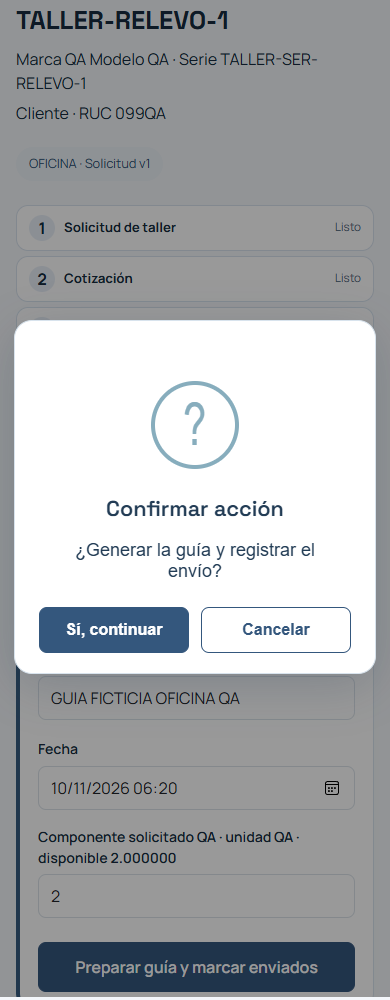 TALLER-RELEVO-1
Marca QA Modelo QA · Serie TALLER-SER-
RELEVO-1
Cliente · RUC 099QA
OFICINA · Solicitud v1
1 Solicitud de taller Listo
2 Cotización Listo
?
Confirmar acción
¿Generar la guía y registrar el
envío?
Sí, continuar Cancelar
GUIA FICTICIA OFICINA QA
Fecha
10/11/2026 06:20
Componente solicitado QA · unidad QA ·
disponible 2.000000
2
Preparar guía y marcar enviados